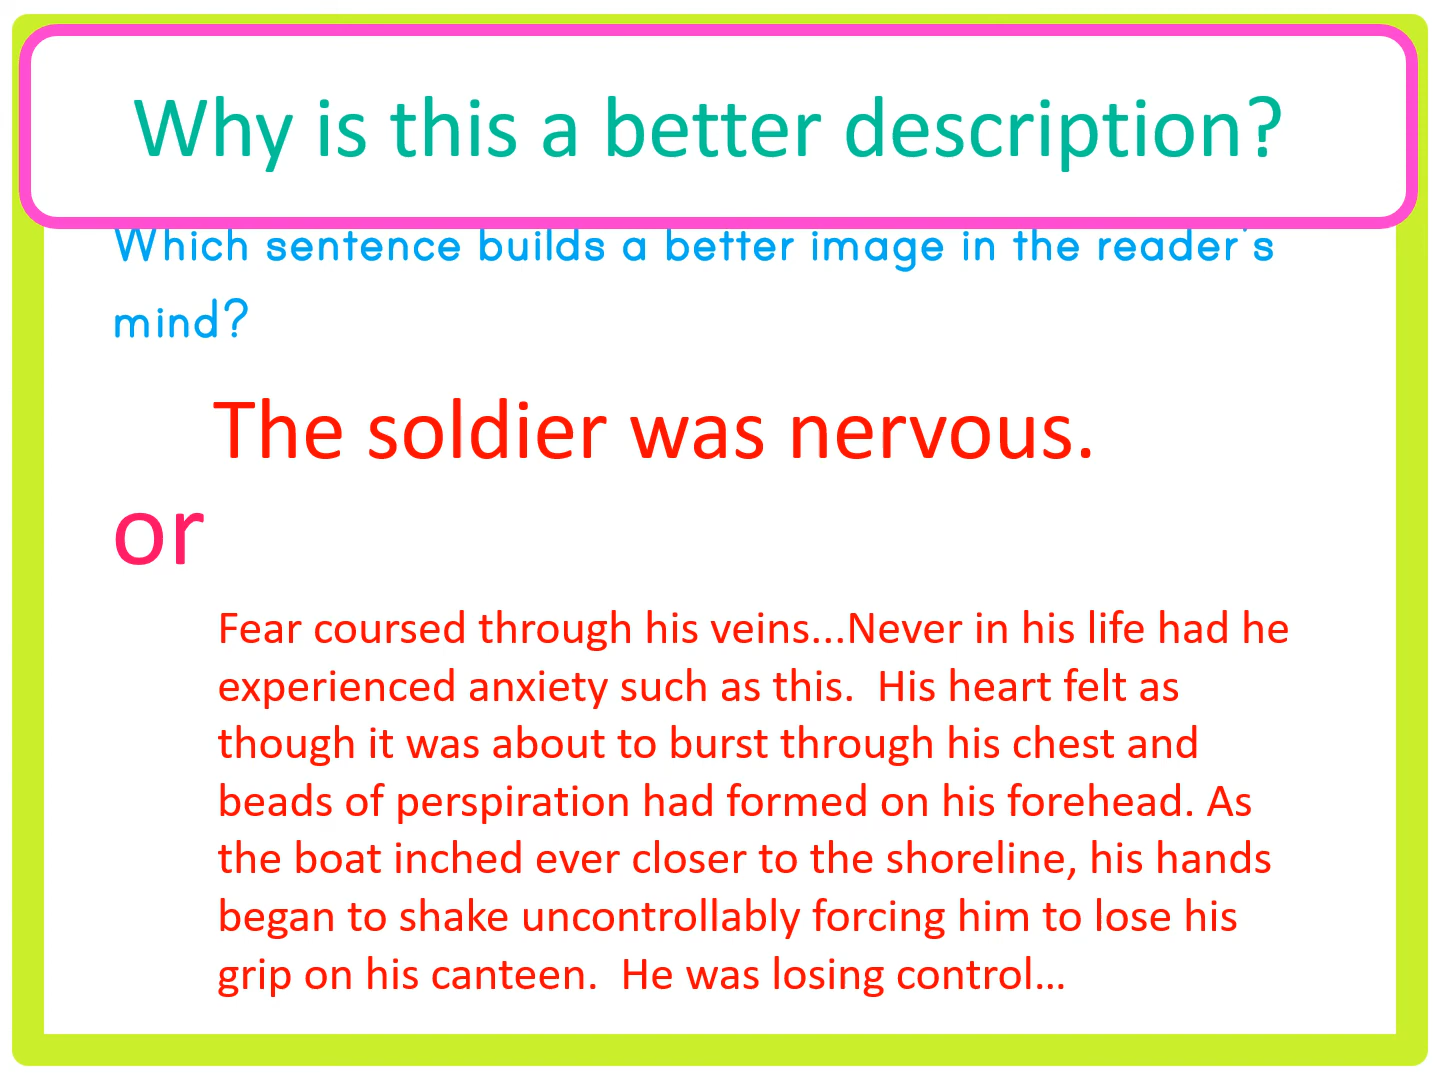 Why is this a better description?
Which sentence builds a better image in the reader's
mind?
The soldier was nervous.
or
Fear coursed through his veins...Never in his life had he
experienced anxiety such as this.  His heart felt as
though it was about to burst through his chest and
beads of perspiration had formed on his forehead. As
the boat inched ever closer to the shoreline, his hands
began to shake uncontrollably forcing him to lose his
grip on his canteen.  He was losing control...